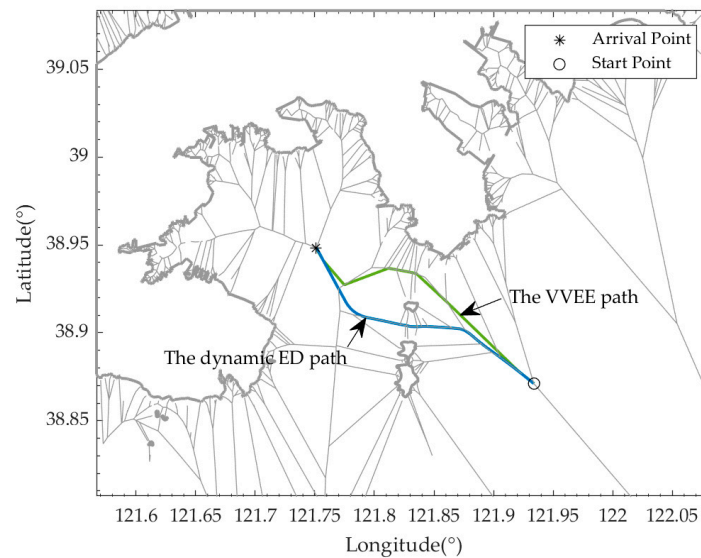 Arrival Point
Start Point
39.05
39
38.95
38.9
38.85
Latitude(°)
The VVEE path
The dynamic ED path
121.6
121.65
121.7
121.75
121.8
121.85
121.9
121.95
122
122.05
Longitude(°)